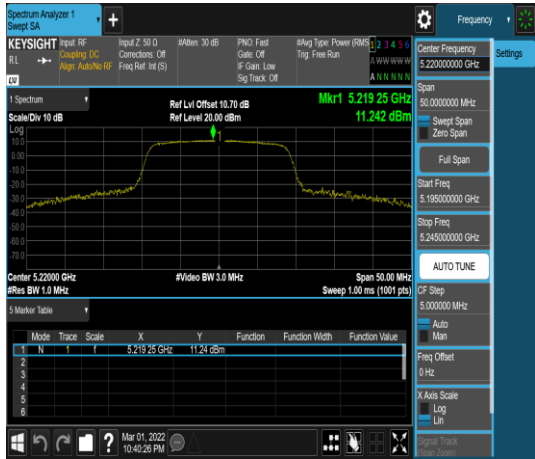 Spectrum Analyzer 1
Swept SA
Frequency
KEYSIGHT
Input: RF
Input Z: 50 Ω
#Atten: 30 dB
PNO: Fast
#Avg Type: Power (RMS
1 2 3 4 5 6
RL
Coupling: DC
Corrections: Off
Gate: Off
Trig: Free Run
A WW WW W
Align: Auto/No RF
Freq Ref: Int (S)
IF Gain: Low
Sig Track: Off
A N N N N N
LXI
Center Frequency
5.220000000 GHz
Settings
Span
50.0000000 MHz
Swept Span
Zero Span
Full Span
Start Freq
5.195000000 GHz
Stop Freq
5.245000000 GHz
AUTO TUNE
CF Step
5.000000 MHz
Auto
Man
Freq Offset
0 Hz
X Axis Scale
Log
Lin
Signal Track
(Span Zoom)
1 Spectrum
Ref Lvl Offset 10.70 dB
Mkr1 5.219 25 GHz
Scale/Div 10 dB
Ref Level 20.00 dBm
11.242 dBm
Log
1
10.0
0.00
-10.0
-20.0
-30.0
-40.0
-50.0
-60.0
-70.0
Center 5.22000 GHz
#Video BW 3.0 MHz
Span 50.00 MHz
#Res BW 1.0 MHz
Sweep 1.00 ms (1001 pts)
5 Marker Table
Mode Trace Scale X Y Function Function Width Function Value
1 N 1 f 5.219 25 GHz 11.24 dBm
2
3
4
5
6
Mar 01, 2022
10:40:26 PM